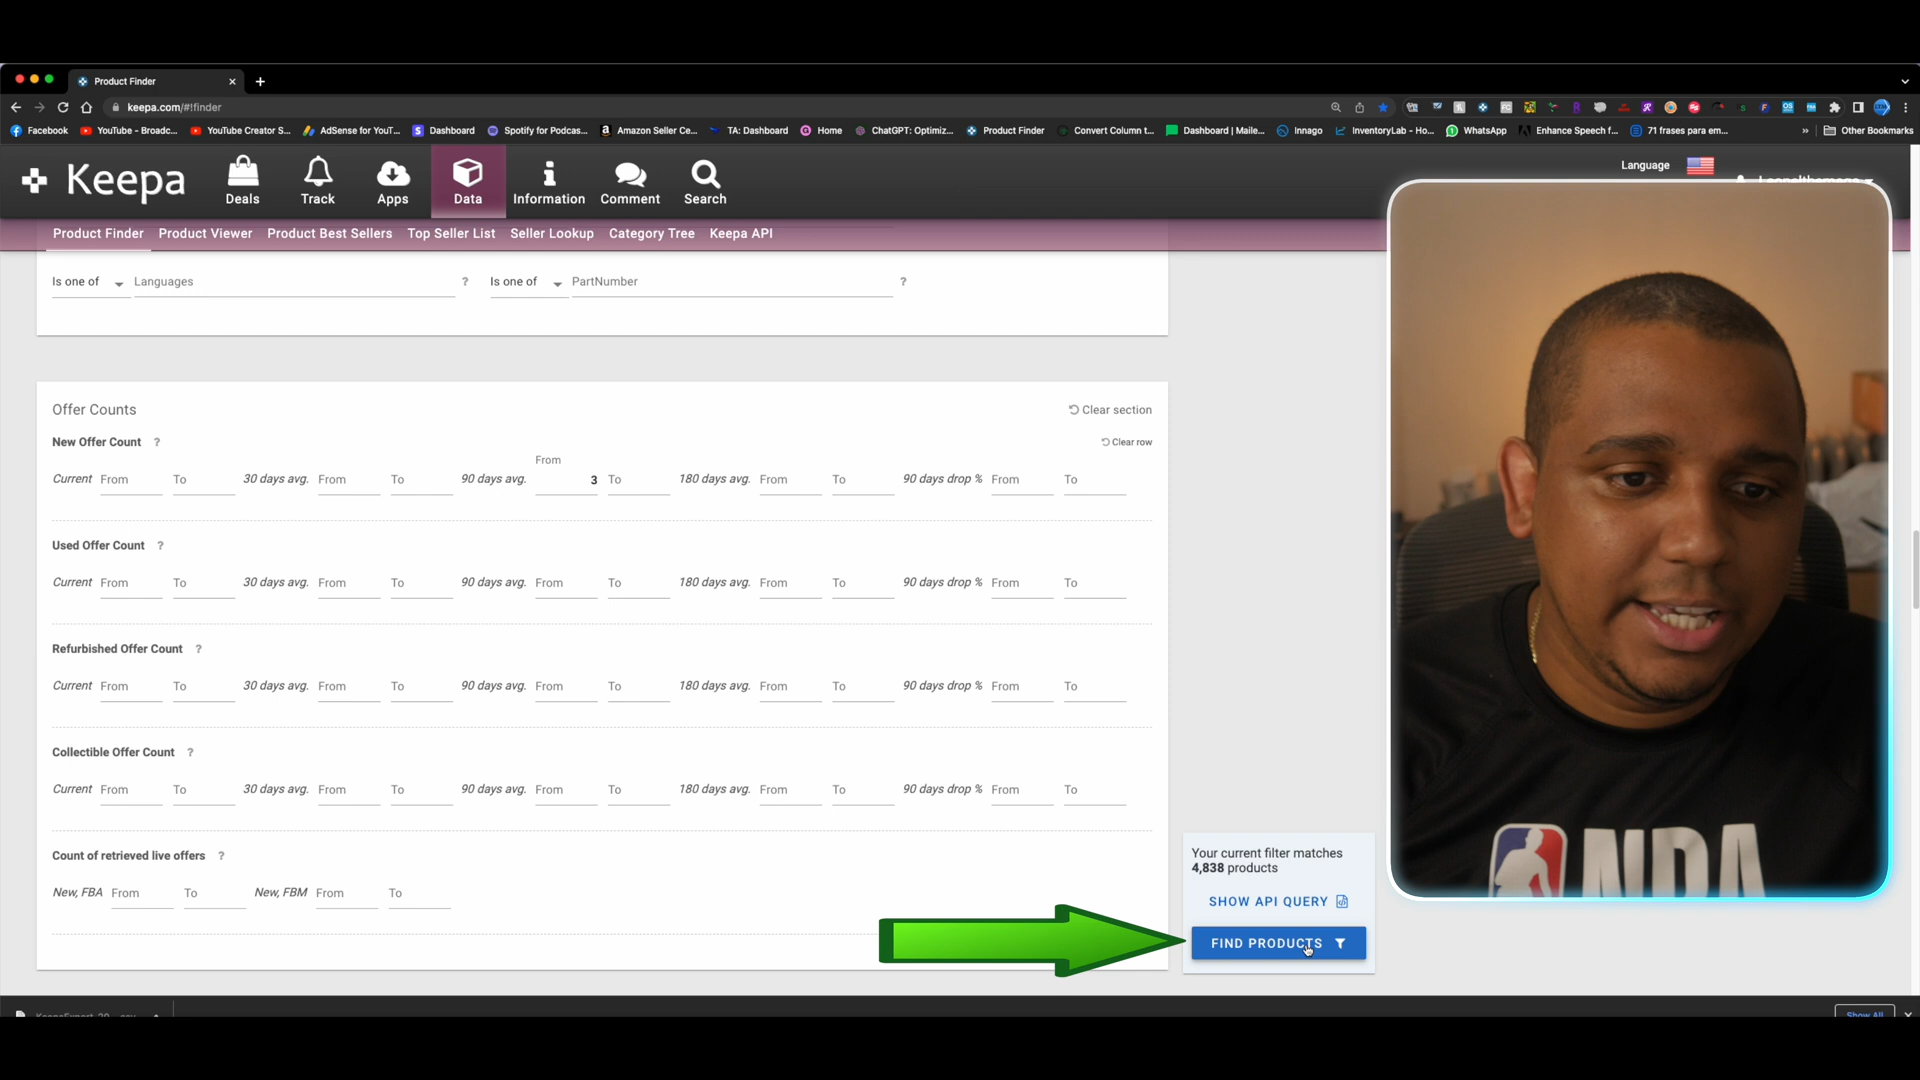 Product Finder
keepa.com/#!finder
Facebook YouTube - Broadc... YouTube Creator S... AdSense for YouT... Dashboard Spotify for Podcas... Amazon Seller Ce... TA: Dashboard Home ChatGPT: Optimiz... Product Finder Convert Column t... Dashboard | Maile... Innago InventoryLab - Ho... WhatsApp Enhance Speech f... 71 frases para em... » Other Bookmarks
Keepa Deals Track Apps Data Information Comment Search Language
Product Finder Product Viewer Product Best Sellers Top Seller List Seller Lookup Category Tree Keepa API
Is one of Languages ? Is one of PartNumber ?
Offer Counts Clear section
New Offer Count ? Clear row
From
Current From To 30 days avg. From To 90 days avg. 3 To 180 days avg. From To 90 days drop % From To
Used Offer Count ?
Current From To 30 days avg. From To 90 days avg. From To 180 days avg. From To 90 days drop % From To
Refurbished Offer Count ?
Current From To 30 days avg. From To 90 days avg. From To 180 days avg. From To 90 days drop % From To
Collectible Offer Count ?
Current From To 30 days avg. From To 90 days avg. From To 180 days avg. From To 90 days drop % From To
Count of retrieved live offers ?
New, FBA From To New, FBM From To
Your current filter matches
4,838 products
SHOW API QUERY
FIND PRODUCTS
Show All